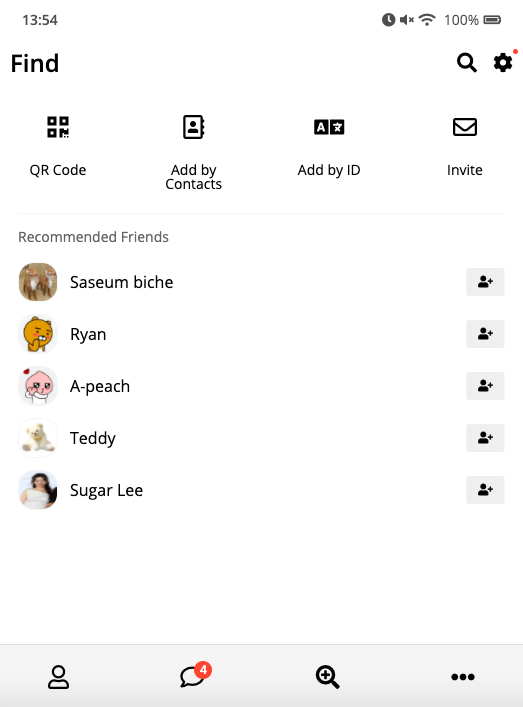 13:54
100%
Find
QR Code
Add by
Contacts
A
Add by ID
Invite
Recommended Friends
Saseum biche
Ryan
A-peach
Teddy
Sugar Lee
4